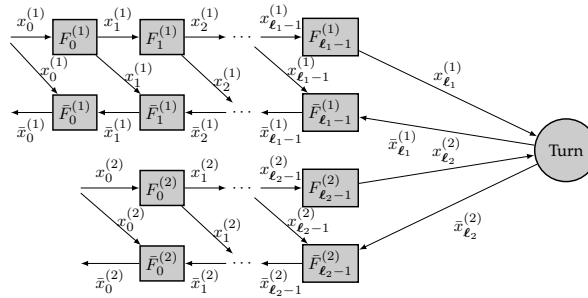 x_0^{(1)} F_0^{(1)} x_1^{(1)} F_1^{(1)} x_2^{(1)} ··· x_{ℓ_1−1}^{(1)} F_{ℓ_1−1}^{(1)}
x_0^{(1)} x_1^{(1)} x_2^{(1)} x_{ℓ_1−1}^{(1)} x_{ℓ_1}^{(1)}
F̄_0^{(1)} F̄_1^{(1)} ··· F̄_{ℓ_1−1}^{(1)}
x̄_0^{(1)} x̄_1^{(1)} x̄_2^{(1)} x̄_{ℓ_1−1}^{(1)} x̄_{ℓ_1}^{(1)} x_{ℓ_2}^{(2)} Turn
x_0^{(2)} F_0^{(2)} x_1^{(2)} ··· x_{ℓ_2−1}^{(2)} F_{ℓ_2−1}^{(2)}
x_0^{(2)} x_1^{(2)} x_{ℓ_2−1}^{(2)} x̄_{ℓ_2}^{(2)}
F̄_0^{(2)} ··· F̄_{ℓ_2−1}^{(2)}
x̄_0^{(2)} x̄_1^{(2)} x̄_{ℓ_2−1}^{(2)}